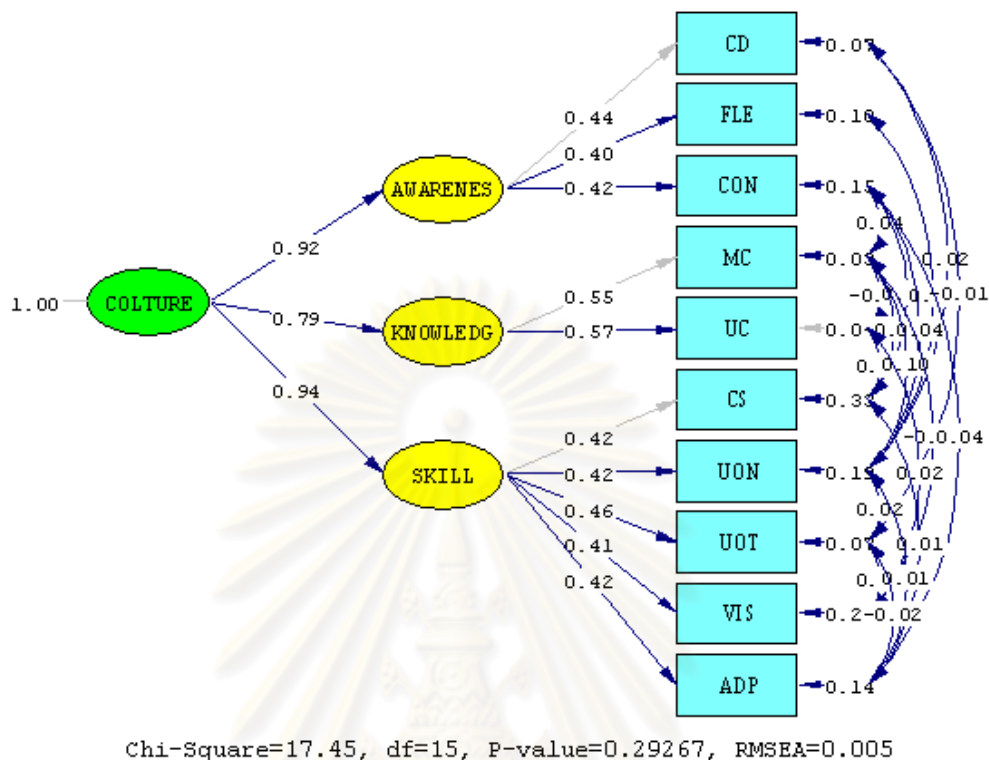 CD
0.07
0.44
FLE
0.10
0.40
CON
0.15
0.42
AWARENES
0.04
0.92
MC
0.03
0.02
-0.01
0.55
1.00
COLTURE
0.79
KNOWLEDG
0.57
UC
0.04
0.10
0.94
CS
0.33
0.42
-0.04
SKILL
0.42
UON
0.02
0.46
0.02
UOT
0.07
0.01
0.41
0.01
0.42
VIS
-0.02
ADP
0.14
Chi-Square=17.45, df=15, P-value=0.29267, RMSEA=0.005